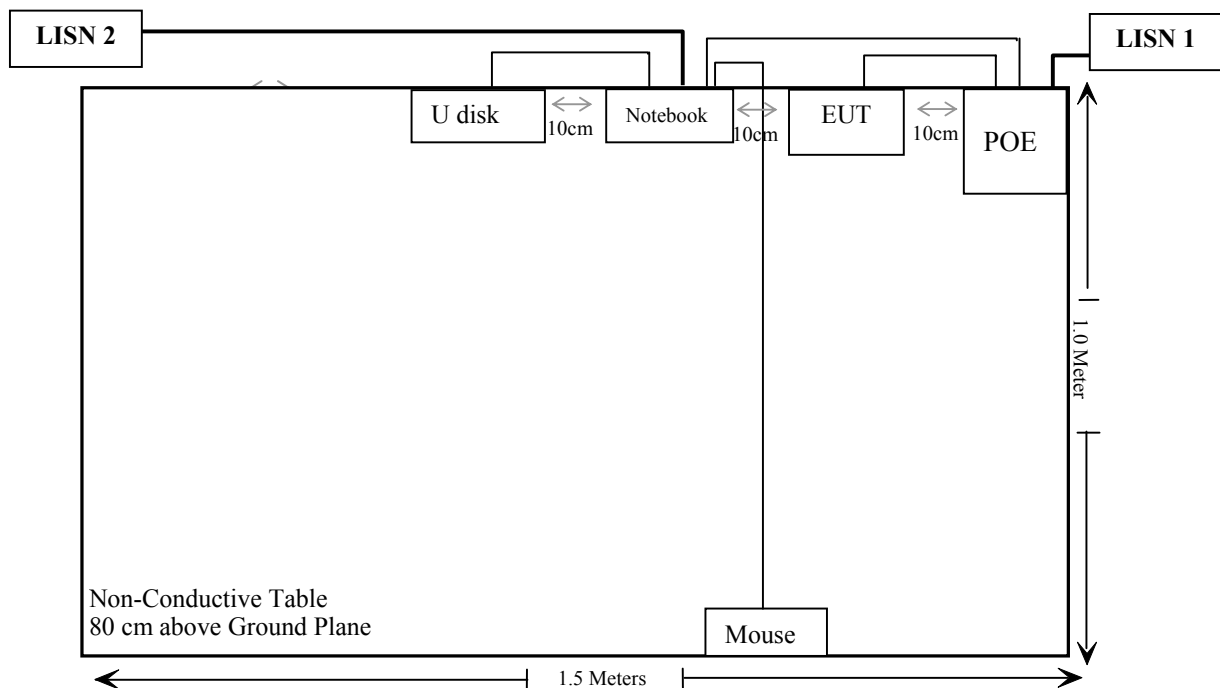 LISN 2
LISN 1
U disk
10cm
Notebook
10cm
EUT
10cm
POE
1.0 Meter
Non-Conductive Table
80 cm above Ground Plane
Mouse
1.5 Meters